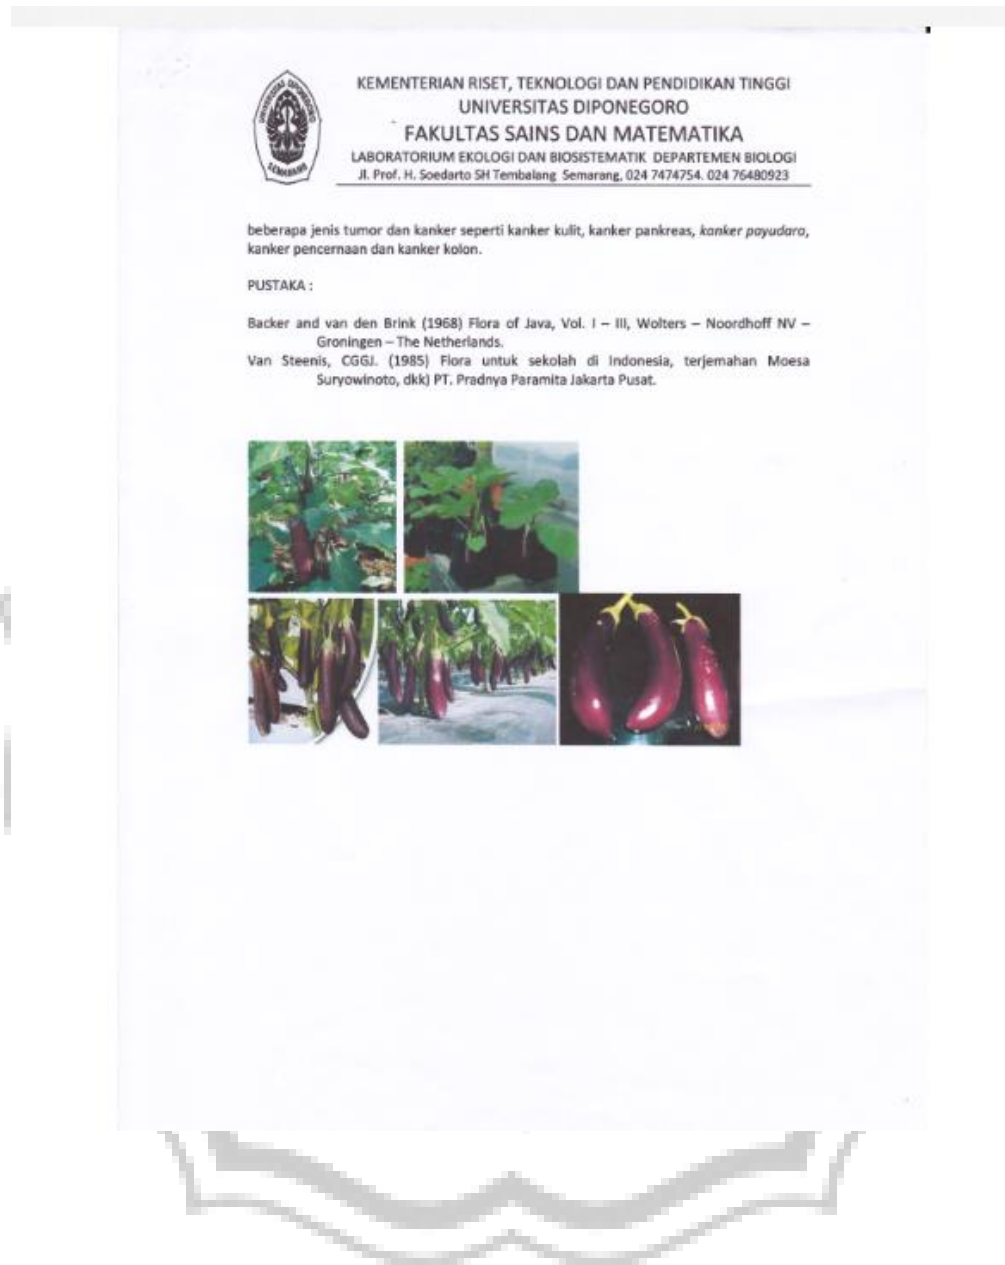 UNIVERSITAS DIPONEGORO
SEMARANG
KEMENTERIAN RISET, TEKNOLOGI DAN PENDIDIKAN TINGGI
UNIVERSITAS DIPONEGORO
FAKULTAS SAINS DAN MATEMATIKA
LABORATORIUM EKOLOGI DAN BIOSISTEMATIK DEPARTEMEN BIOLOGI
Jl. Prof. H. Soedarto SH Tembalang Semarang, 024 7474754. 024 76480923
beberapa jenis tumor dan kanker seperti kanker kulit, kanker pankreas, kanker payudara,
kanker pencernaan dan kanker kolon.
PUSTAKA :
Backer and van den Brink (1968) Flora of Java, Vol. I – III, Wolters – Noordhoff NV –
Groningen – The Netherlands.
Van Steenis, CGGJ. (1985) Flora untuk sekolah di Indonesia, terjemahan Moesa
Suryowinoto, dkk) PT. Pradnya Paramita Jakarta Pusat.